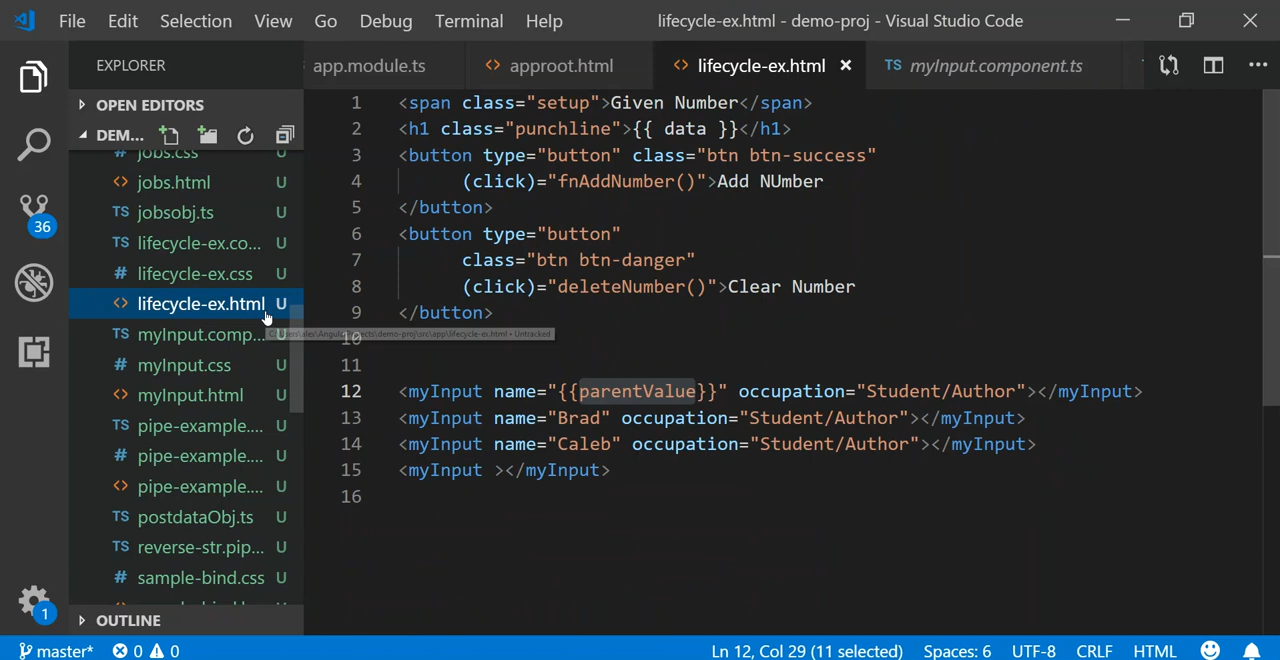 File Edit Selection View Go Debug Terminal Help lifecycle-ex.html - demo-proj - Visual Studio Code
EXPLORER
app.module.ts <> approot.html <> lifecycle-ex.html × TS myInput.component.ts
OPEN EDITORS
DEM...
# jobs.css U
<> jobs.html U
TS jobsobj.ts U
TS lifecycle-ex.co... U
# lifecycle-ex.css U
<> lifecycle-ex.html U
TS myInput.comp... U
# myInput.css U
<> myInput.html U
TS pipe-example.... U
# pipe-example.... U
<> pipe-example.... U
TS postdataObj.ts U
TS reverse-str.pip... U
# sample-bind.css U
OUTLINE
36
1
1 <span class="setup">Given Number</span>
2 <h1 class="punchline">{{ data }}</h1>
3 <button type="button" class="btn btn-success"
4 (click)="fnAddNumber()">Add NUmber
5 </button>
6 <button type="button"
7 class="btn btn-danger"
8 (click)="deleteNumber()">Clear Number
9 </button>
10
11
12 <myInput name="{{parentValue}}" occupation="Student/Author"></myInput>
13 <myInput name="Brad" occupation="Student/Author"></myInput>
14 <myInput name="Caleb" occupation="Student/Author"></myInput>
15 <myInput ></myInput>
16
master* 0 0 Ln 12, Col 29 (11 selected) Spaces: 6 UTF-8 CRLF HTML